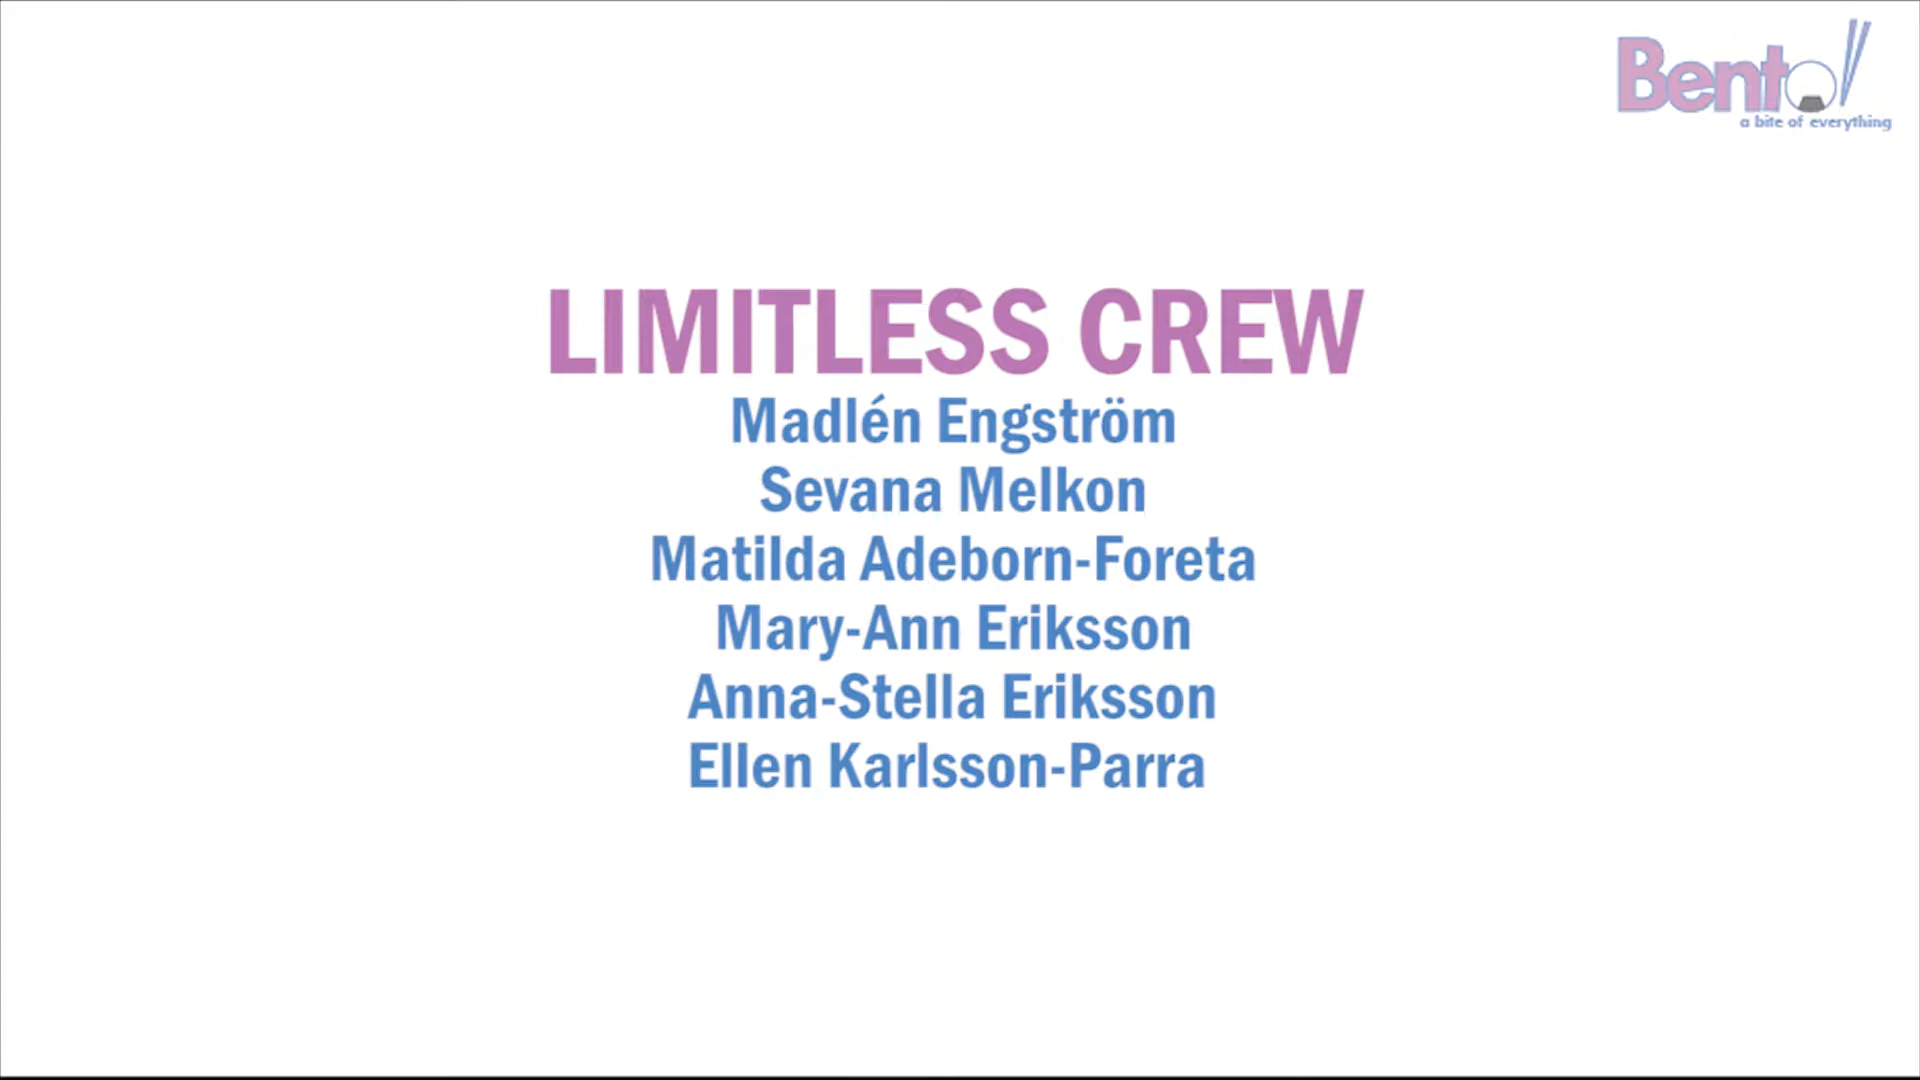 Bento
a bite of everything
LIMITLESS CREW
Madlén Engström
Sevana Melkon
Matilda Adeborn-Foreta
Mary-Ann Eriksson
Anna-Stella Eriksson
Ellen Karlsson-Parra